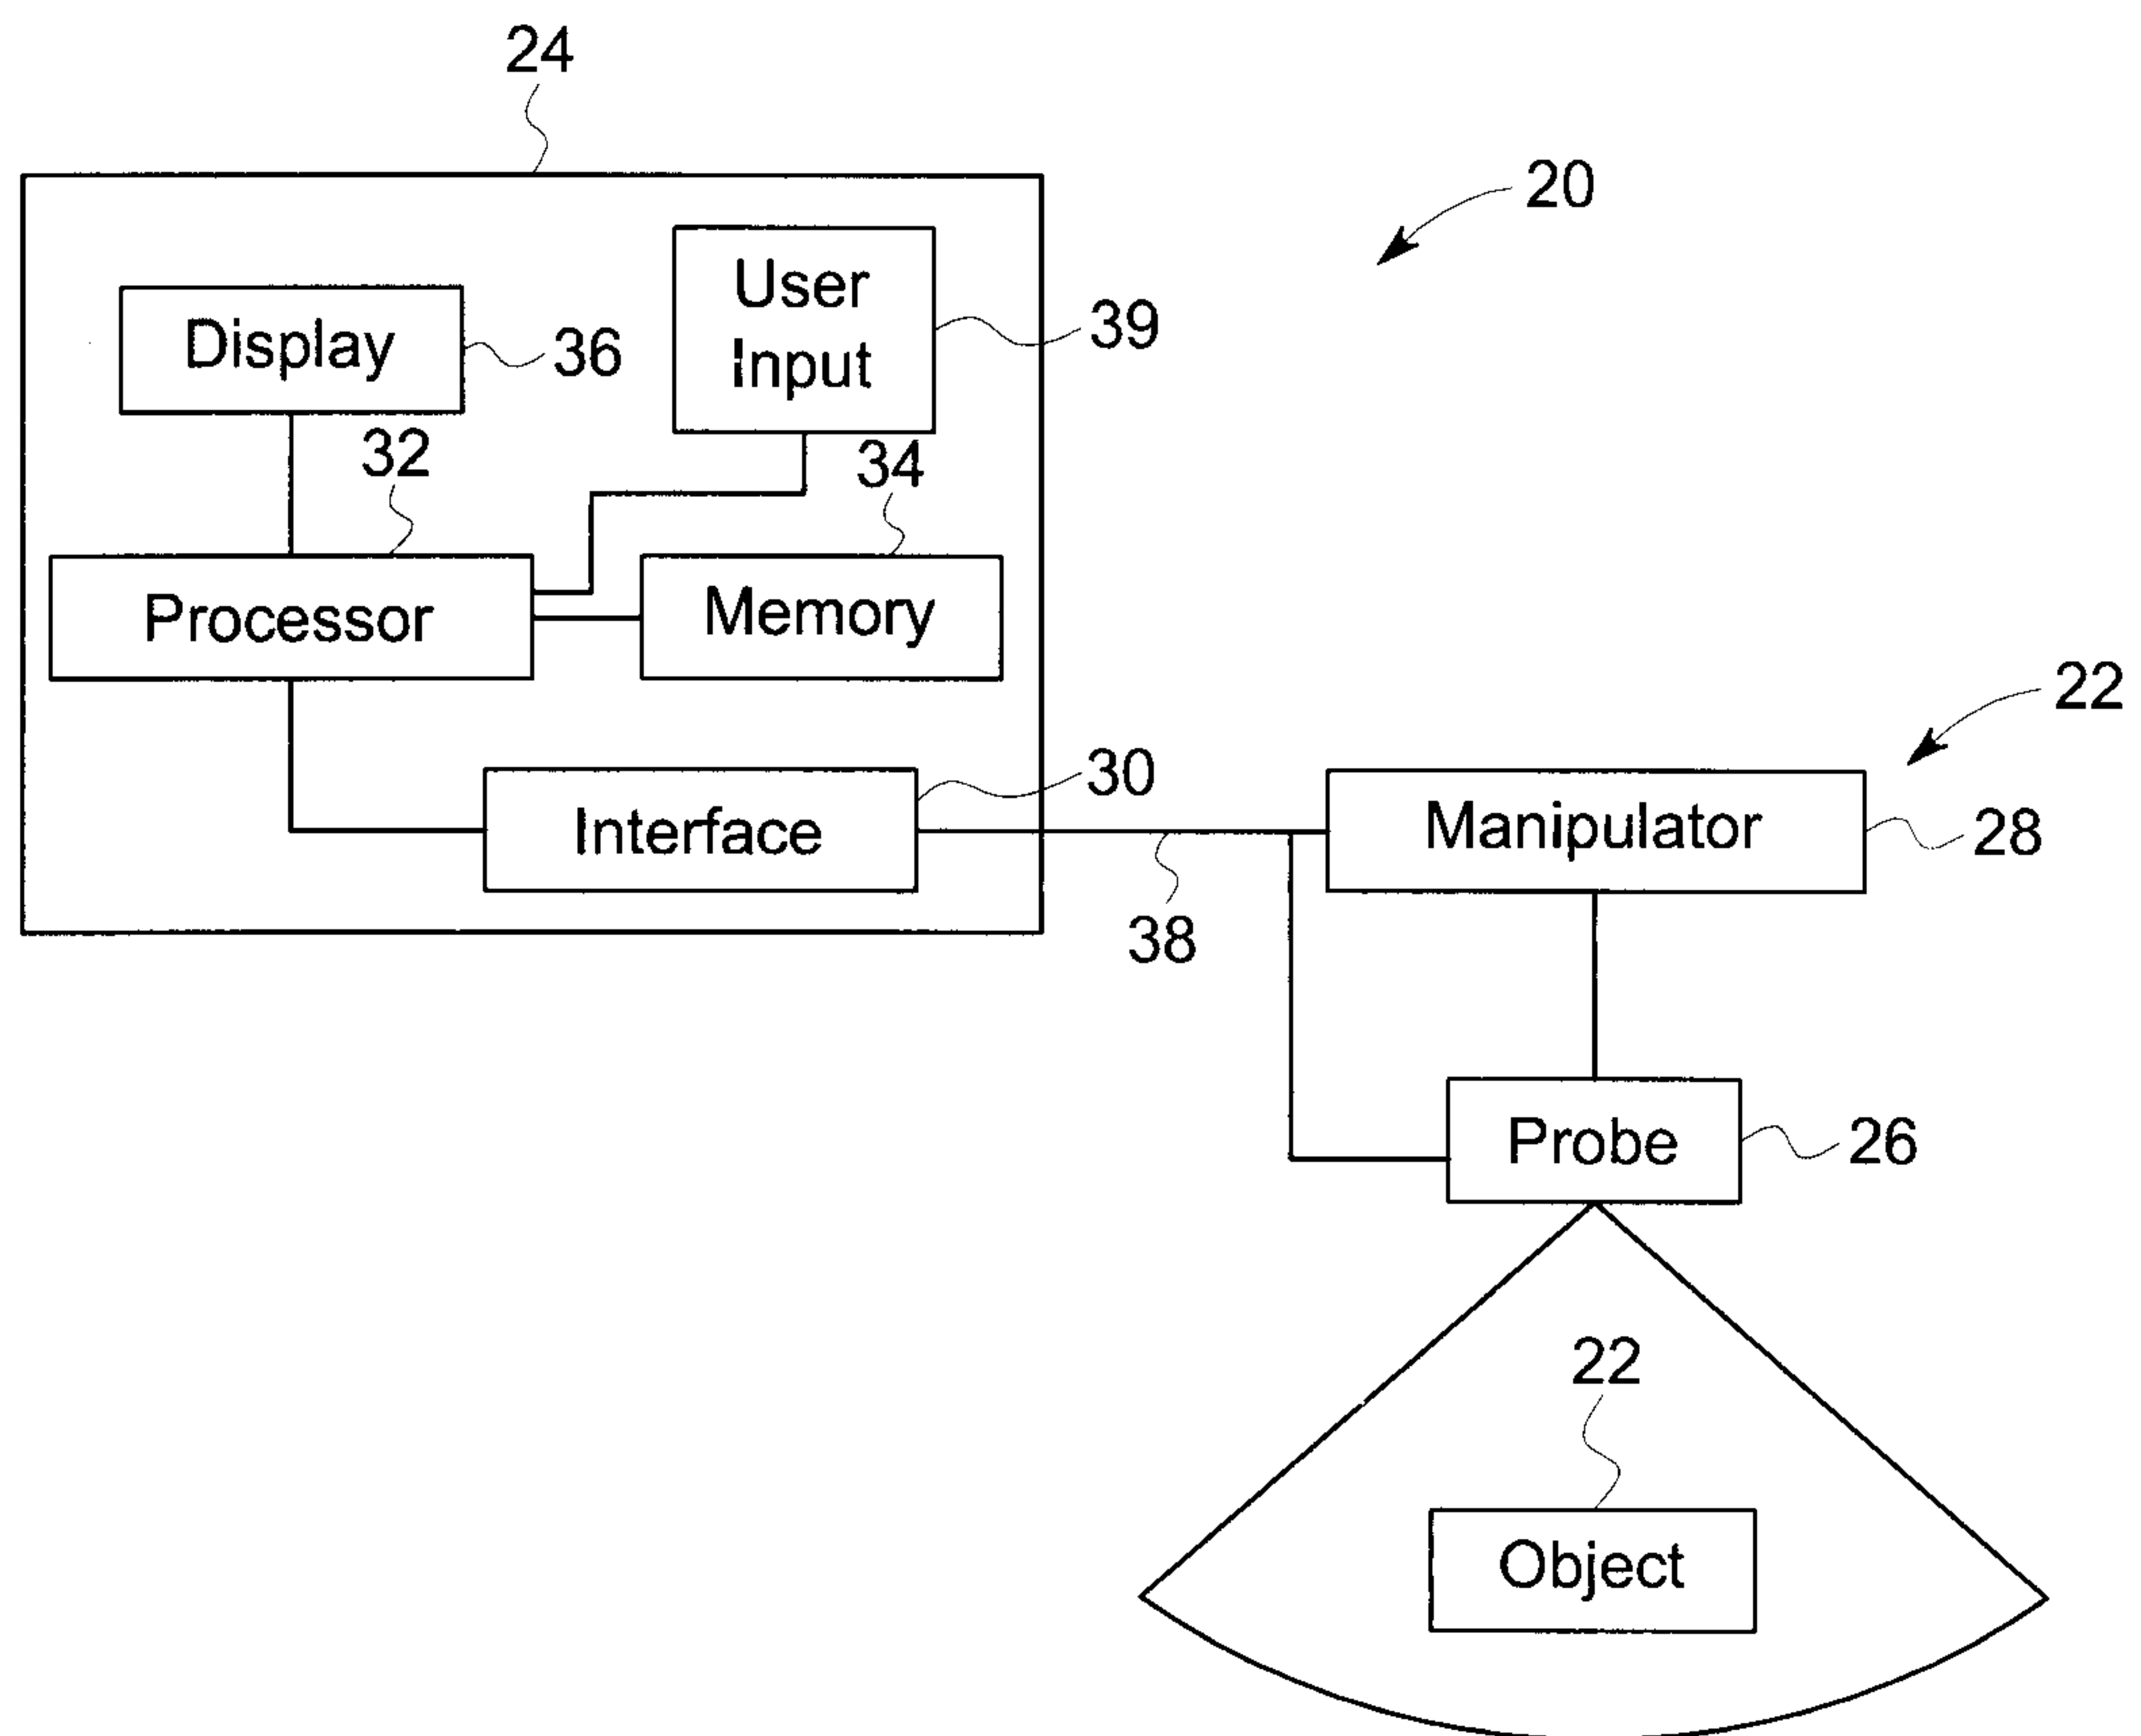 24
20
User
Input
39
Display
36
32
34
Processor
Memory
22
30
Interface
Manipulator
28
38
Probe
26
22
Object